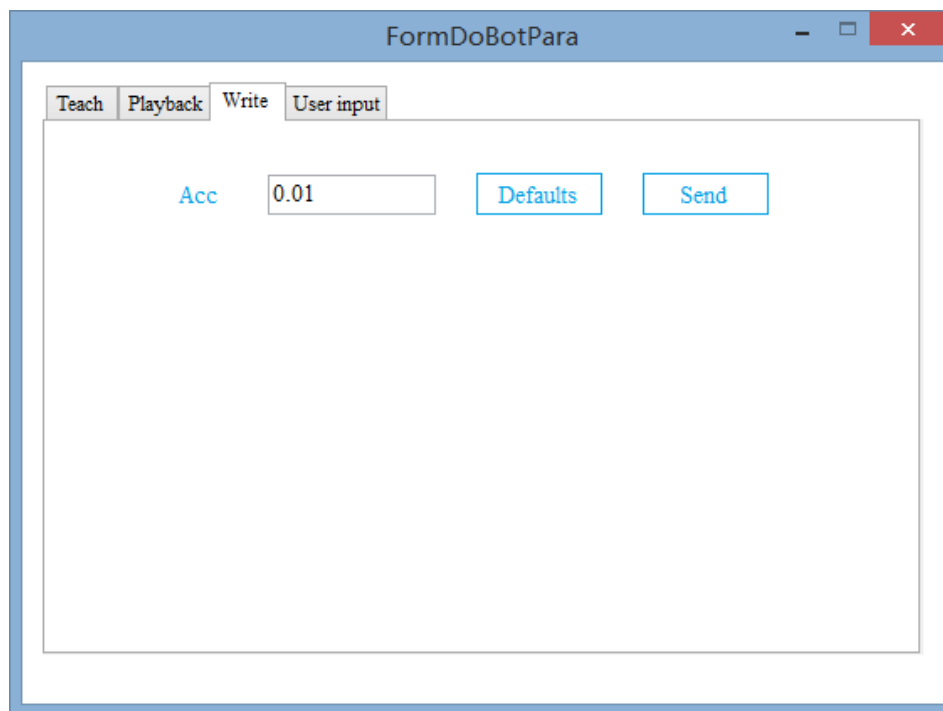 FormDoBotPara
Teach Playback Write User input
Acc 0.01 Defaults Send